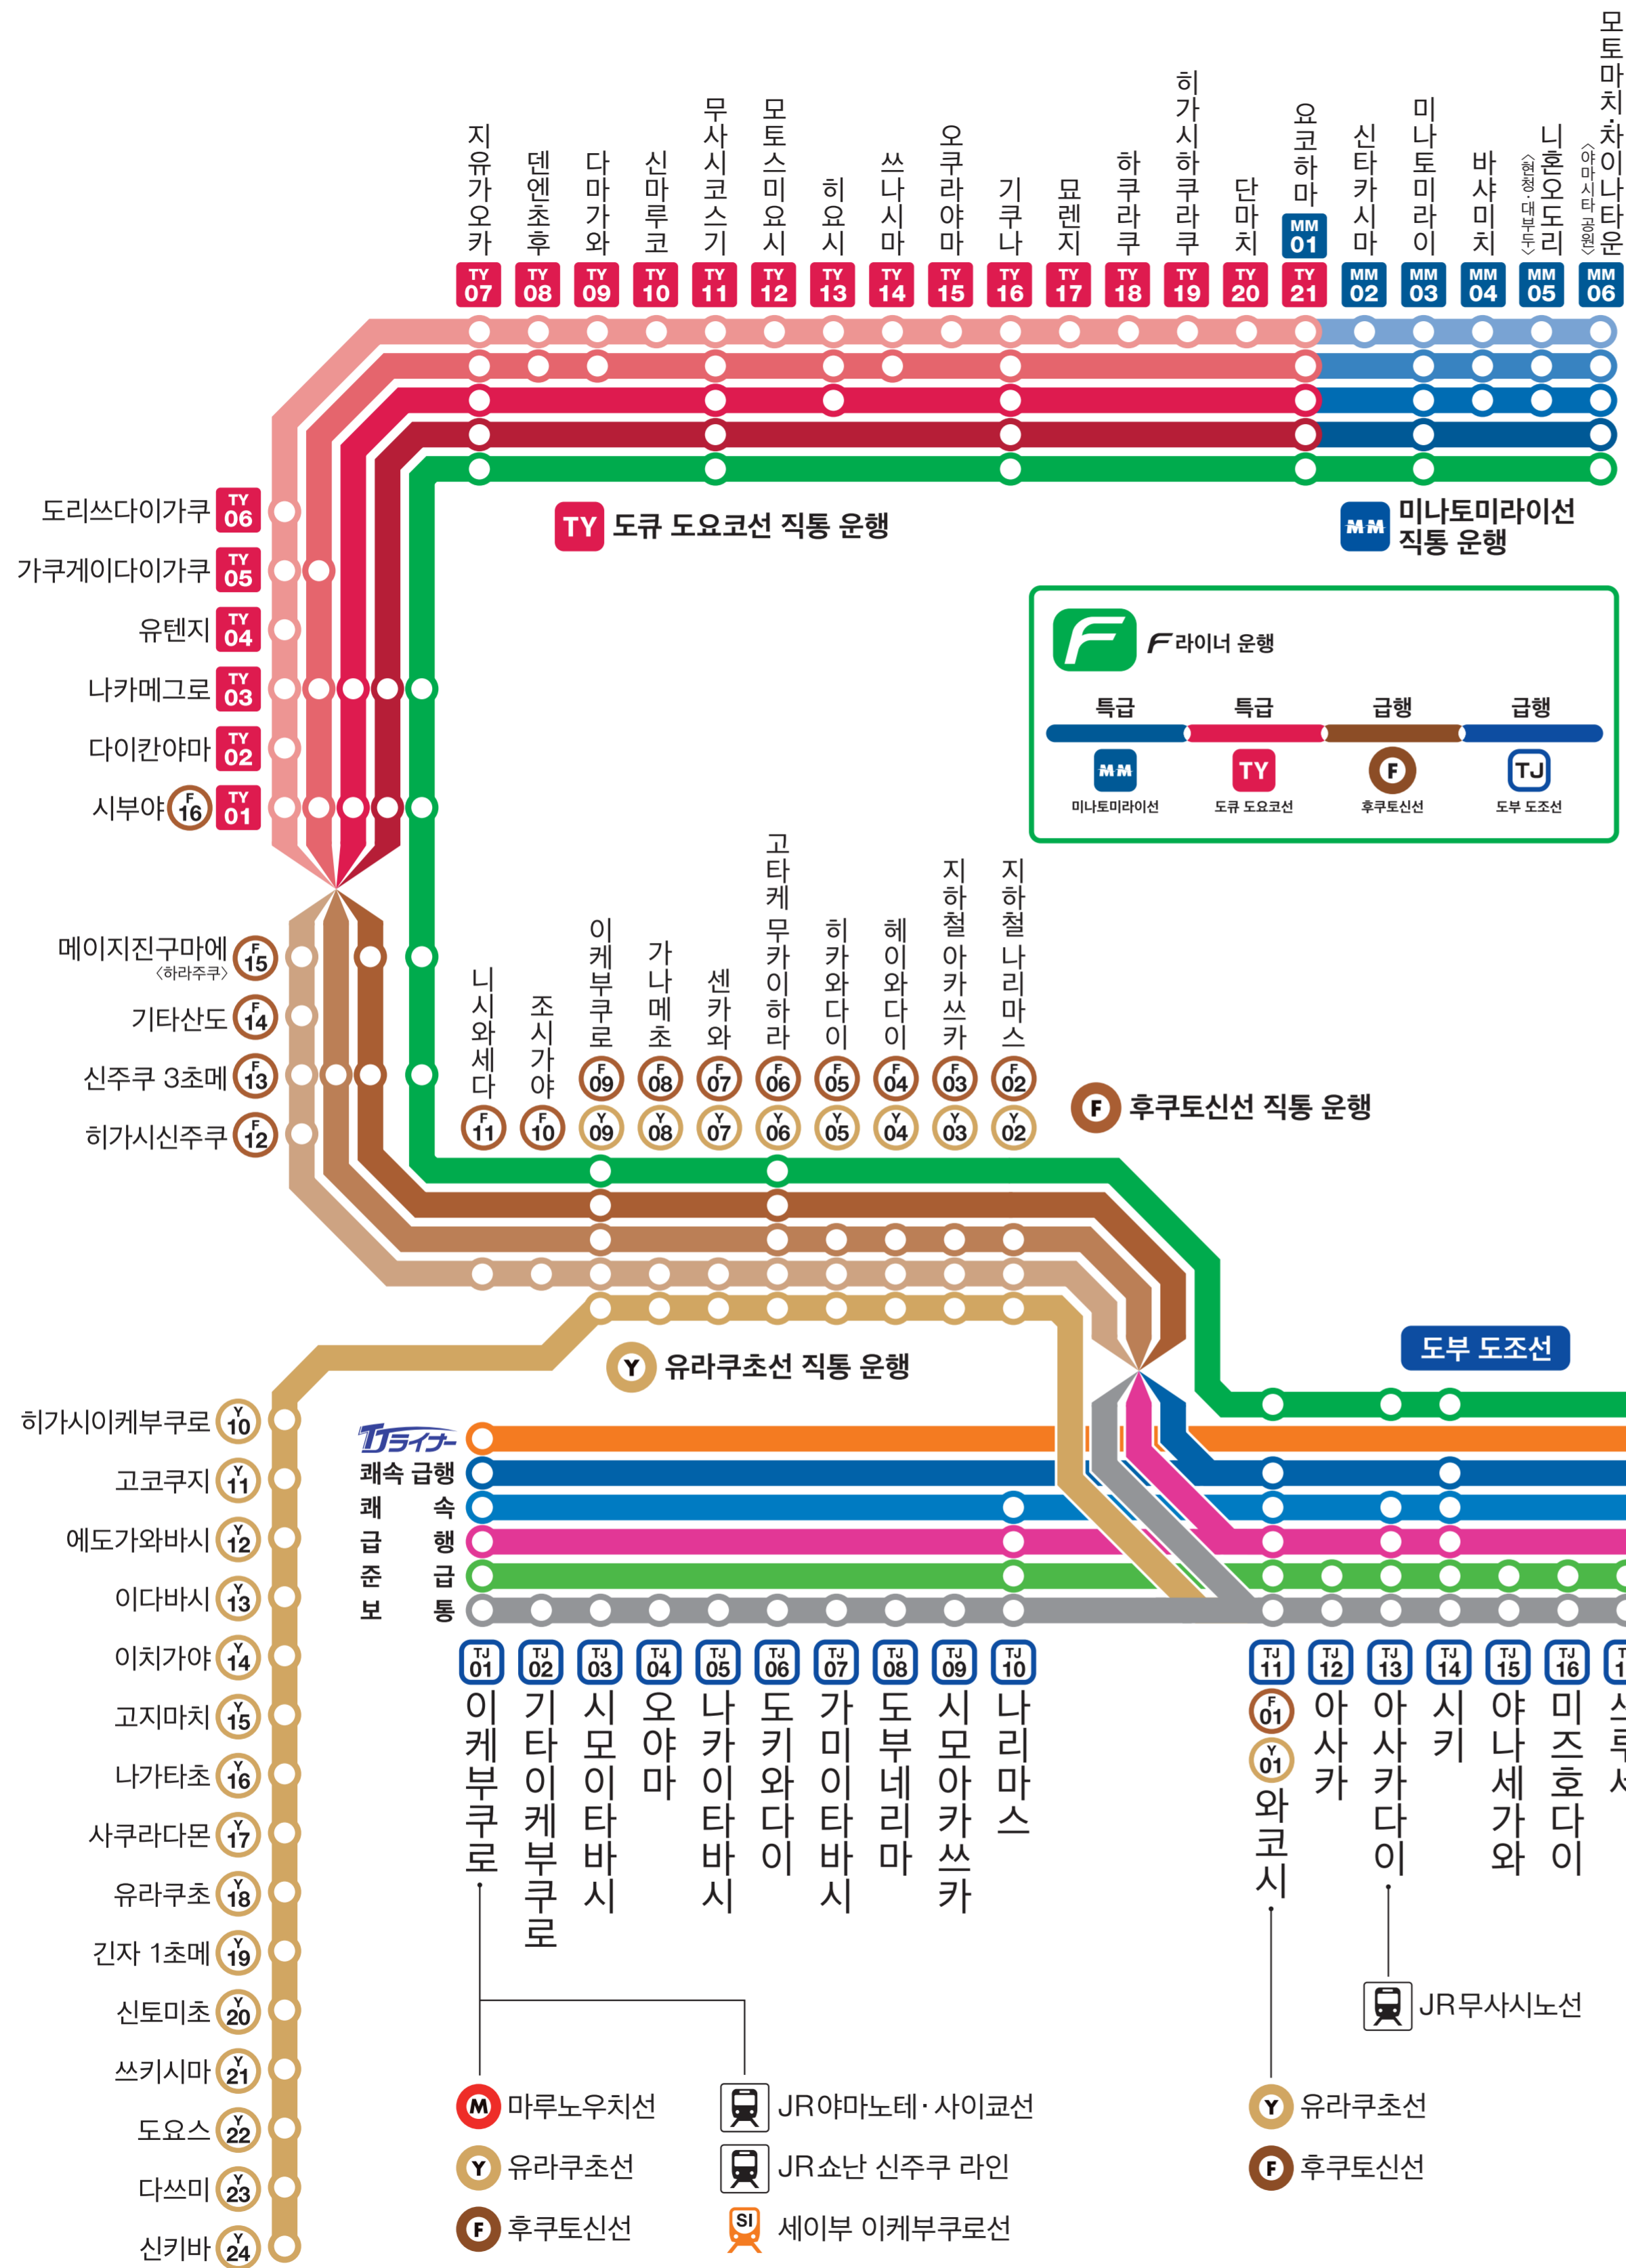 지유가오카
덴엔초후
다마가와
신마루코
무사시코스기
모토스미요시
히요시
쓰나시마
오쿠라야마
기쿠나
묘렌지
하쿠라쿠
히가시하쿠라쿠
단마치
요코하마
신타카시마
미나토미라이
바샤미치
니혼오도리
〈현청·대부두〉
모토마치·차이나타운
〈야마시타 공원〉
MM 01
TY 07
TY 08
TY 09
TY 10
TY 11
TY 12
TY 13
TY 14
TY 15
TY 16
TY 17
TY 18
TY 19
TY 20
TY 21
MM 02
MM 03
MM 04
MM 05
MM 06
도리쓰다이가쿠 TY 06
가쿠게이다이가쿠 TY 05
유텐지 TY 04
나카메그로 TY 03
다이칸야마 TY 02
시부야 F 16 TY 01
TY 도큐 도요코선 직통 운행
MM 미나토미라이선
직통 운행
F F라이너 운행
특급 특급 급행 급행
MM TY F TJ
미나토미라이선 도큐 도요코선 후쿠토신선 도부 도조선
메이지진구마에 F 15
〈하라주쿠〉
기타산도 F 14
신주쿠 3초메 F 13
히가시신주쿠 F 12
니시와세다
조시가야
이케부쿠로
가나메초
센카와
고타케 무카이하라
히카와다이
헤이와다이
지하철 아카쓰카
지하철 나리마스
F 09
F 08
F 07
F 06
F 05
F 04
F 03
F 02
F 11
F 10
Y 09
Y 08
Y 07
Y 06
Y 05
Y 04
Y 03
Y 02
F 후쿠토신선 직통 운행
Y 유라쿠초선 직통 운행
도부 도조선
히가시이케부쿠로 Y 10
고코쿠지 Y 11
에도가와바시 Y 12
이다바시 Y 13
이치가야 Y 14
고지마치 Y 15
나가타초 Y 16
사쿠라다몬 Y 17
유라쿠초 Y 18
긴자 1초메 Y 19
신토미초 Y 20
쓰키시마 Y 21
도요스 Y 22
다쓰미 Y 23
신키바 Y 24
TJライナー
쾌속 급행
쾌 속
급 행
준 급
보 통
TJ 01
TJ 02
TJ 03
TJ 04
TJ 05
TJ 06
TJ 07
TJ 08
TJ 09
TJ 10
TJ 11
TJ 12
TJ 13
TJ 14
TJ 15
TJ 16
이케부쿠로
기타이케부쿠로
시모이타바시
오야마
나카이타바시
도키와다이
가미이타바시
도부네리마
시모아카쓰카
나리마스
F 01
Y 01
와코시
아사카
아사카다이
시키
야나세가와
미즈호다이
JR무사시노선
M 마루노우치선
Y 유라쿠초선
F 후쿠토신선
JR야마노테·사이쿄선
JR쇼난 신주쿠 라인
SI 세이부 이케부쿠로선
Y 유라쿠초선
F 후쿠토신선